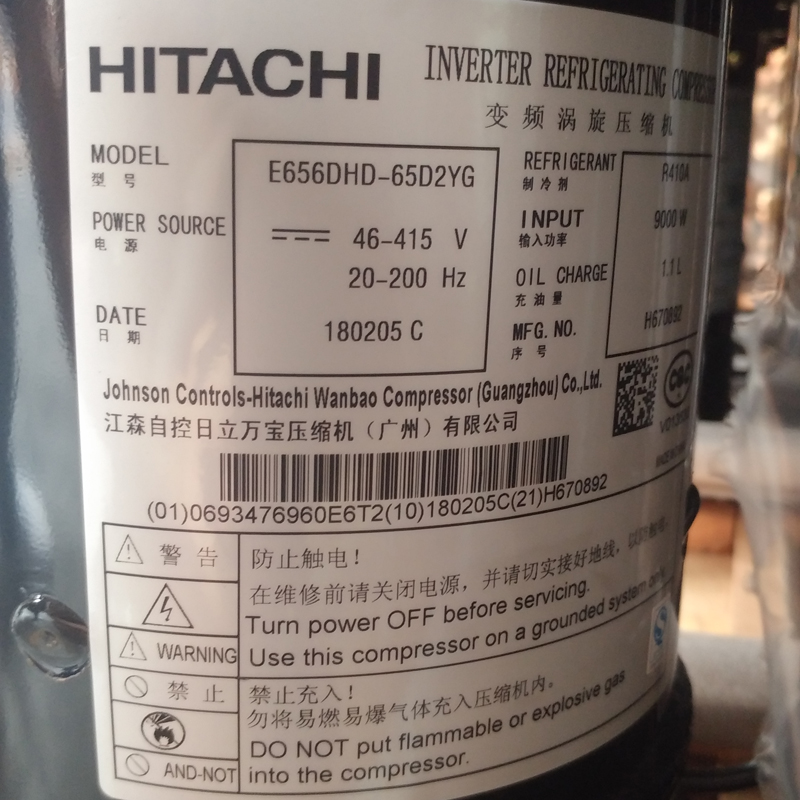 HITACHI
INVERTER REFRIGERATING COMPRESSOR
变频涡旋压缩机
MODEL
型号
E656DHD-65D2YG
POWER SOURCE
电源
46-415 V
20-200 Hz
DATE
日期
180205 C
REFRIGERANT
制冷剂
R410A
INPUT
输入功率
9000 W
OIL CHARGE
充油量
1.1 L
MFG. NO.
序号
H670892
Johnson Controls-Hitachi Wanbao Compressor (Guangzhou) Co., Ltd.
江森自控日立万宝压缩机（广州）有限公司
CQC
(01)0693476960E6T2(10)180205C(21)H670892
警告
WARNING
防止触电！
在维修前请关闭电源，并请切实接好地线，
Turn power OFF before servicing.
Use this compressor on a grounded system
禁止
AND-NOT
禁止充入！
勿将易燃易爆气体充入压缩机内。
DO NOT put flammable or explosive gas
into the compressor.